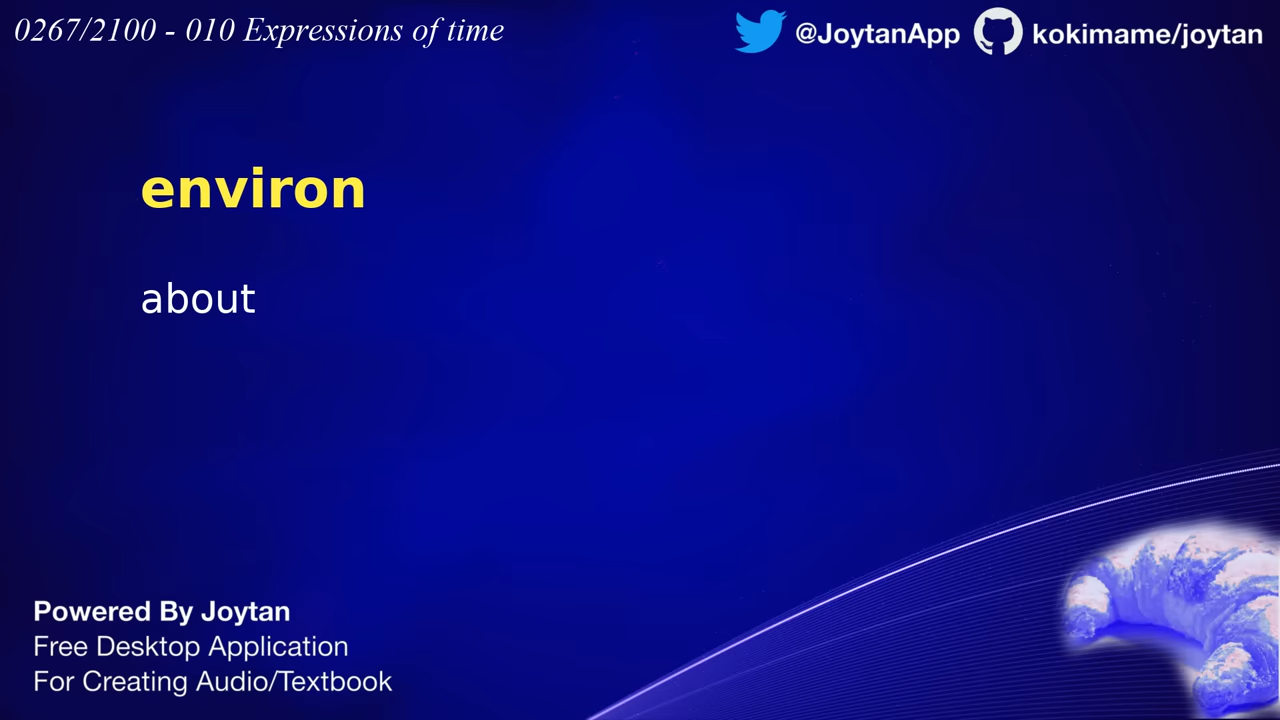 0267/2100 - 010 Expressions of time
@JoytanApp
kokimame/joytan
environ
about
Powered By Joytan
Free Desktop Application
For Creating Audio/Textbook